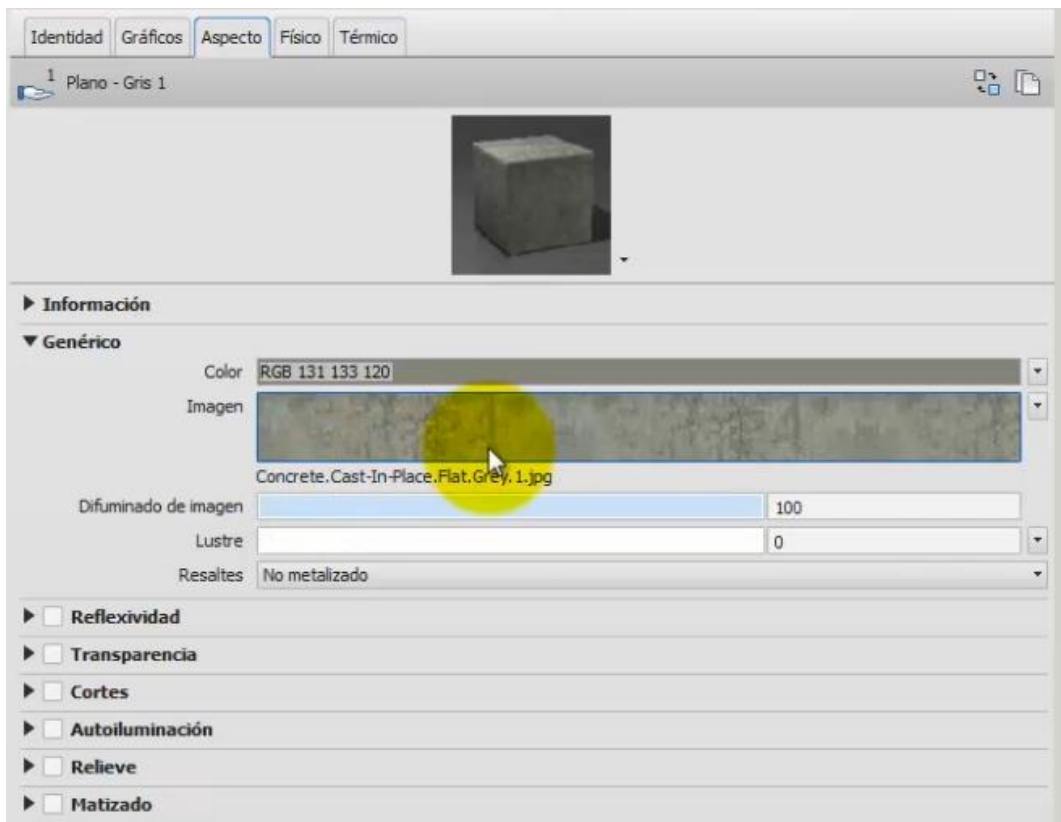 Identidad Gráficos Aspecto Físico Térmico
1 Plano - Gris 1
Información
Genérico
Color RGB 131 133 120
Imagen
Concrete.Cast-In-Place.Flat.Grey.1.jpg
Difuminado de imagen 100
Lustre 0
Resaltes No metalizado
Reflexividad
Transparencia
Cortes
Autoiluminación
Relieve
Matizado